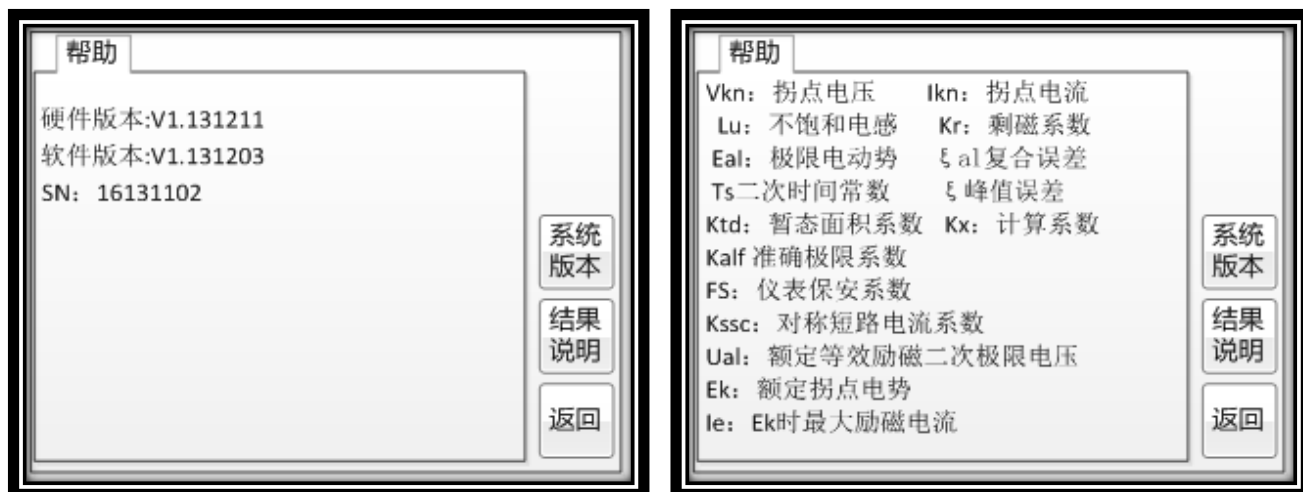 帮助
硬件版本:V1.131211
软件版本:V1.131203
SN：16131102
系统
版本
结果
说明
返回
帮助
Vkn：拐点电压 Ikn：拐点电流
Lu：不饱和电感 Kr：剩磁系数
Eal：极限电动势 ξal复合误差
Ts二次时间常数 ξ峰值误差
Ktd：暂态面积系数 Kx：计算系数
Kalf 准确极限系数
FS：仪表保安系数
Kssc：对称短路电流系数
Ual：额定等效励磁二次极限电压
Ek：额定拐点电势
Ie：Ek时最大励磁电流
系统
版本
结果
说明
返回